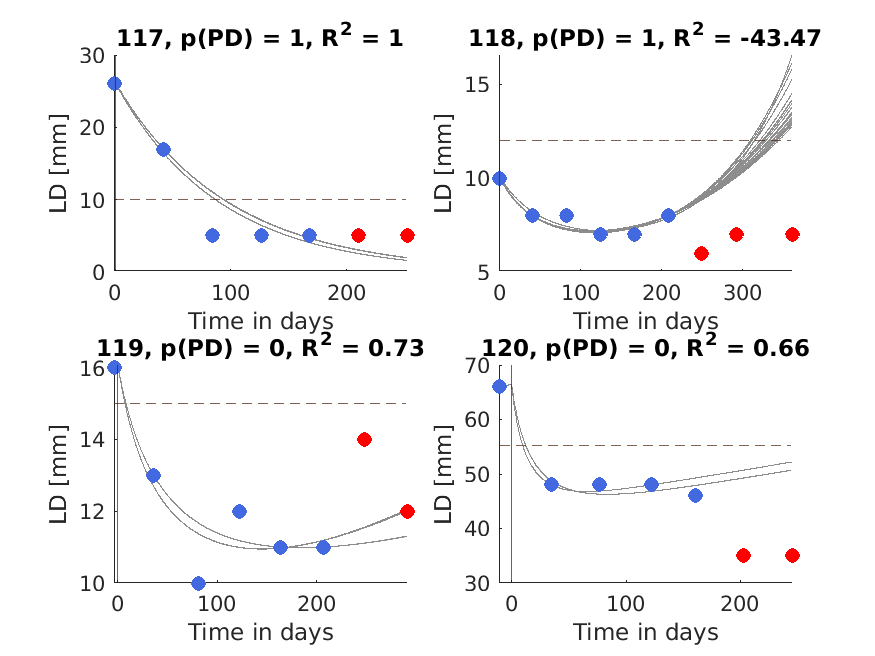 117, p(PD) = 1, R² = 1
30
20
10
0
LD [mm]
0 100 200
Time in days
118, p(PD) = 1, R² = -43.47
15
10
5
LD [mm]
0 100 200 300
Time in days
119, p(PD) = 0, R² = 0.73
16
14
12
10
LD [mm]
0 100 200
Time in days
120, p(PD) = 0, R² = 0.66
70
60
50
40
30
LD [mm]
0 100 200
Time in days